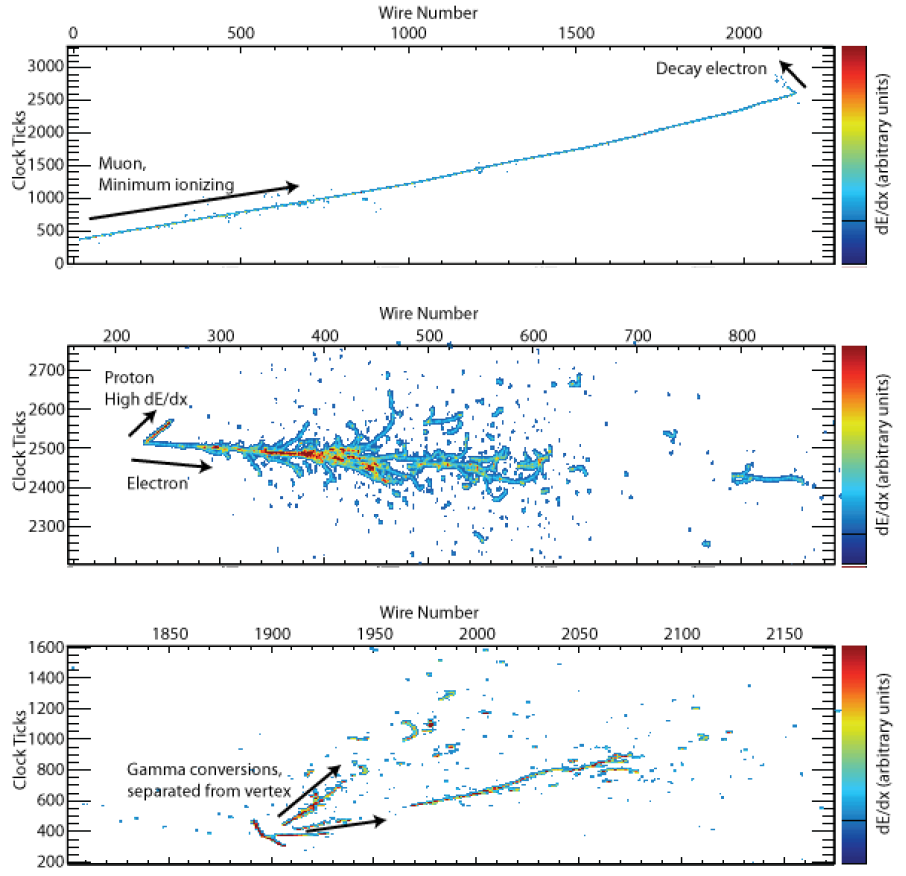 Wire Number
0 500 1000 1500 2000
3000
2500
2000
1500
1000
500
0
Clock Ticks
Decay electron
Muon,
Minimum ionizing
dE/dx (arbitrary units)
Wire Number
200 300 400 500 600 700 800
2700
2600
2500
2400
2300
Clock Ticks
Proton
High dE/dx
Electron
dE/dx (arbitrary units)
Wire Number
1850 1900 1950 2000 2050 2100 2150
1600
1400
1200
1000
800
600
400
200
Clock Ticks
Gamma conversions,
separated from vertex
dE/dx (arbitrary units)